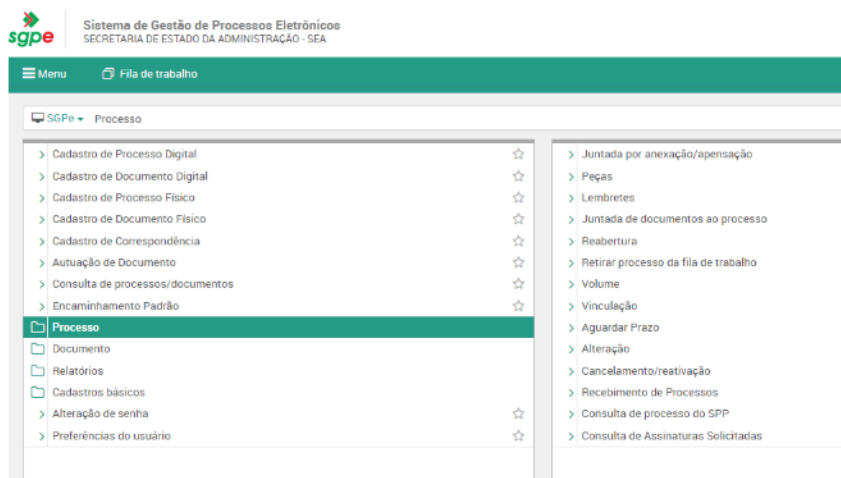 sgpe
Sistema de Gestão de Processos Eletrônicos
SECRETARIA DE ESTADO DA ADMINISTRAÇÃO - SEA
Menu Fila de trabalho
SGPe Processo
Cadastro de Processo Digital
Cadastro de Documento Digital
Cadastro de Processo Físico
Cadastro de Documento Físico
Cadastro de Correspondência
Autuação de Documento
Consulta de processos/documentos
Encaminhamento Padrão
Processo
Documento
Relatórios
Cadastros básicos
Alteração de senha
Preferências do usuário
Juntada por anexação/apensação
Peças
Lembretes
Juntada de documentos ao processo
Reabertura
Retirar processo da fila de trabalho
Volume
Vinculação
Aguardar Prazo
Alteração
Cancelamento/reativação
Recebimento de Processos
Consulta de processo do SPP
Consulta de Assinaturas Solicitadas